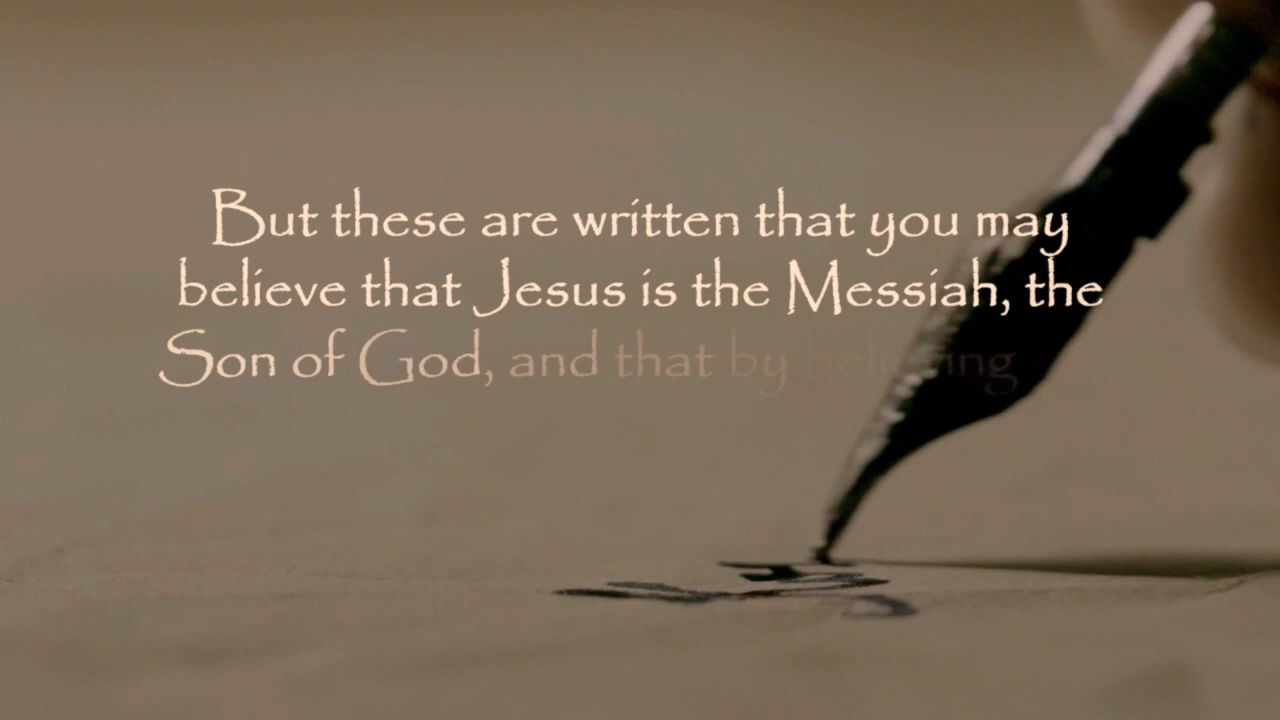 But these are written that you may
believe that Jesus is the Messiah, the
Son of God, and that by believing